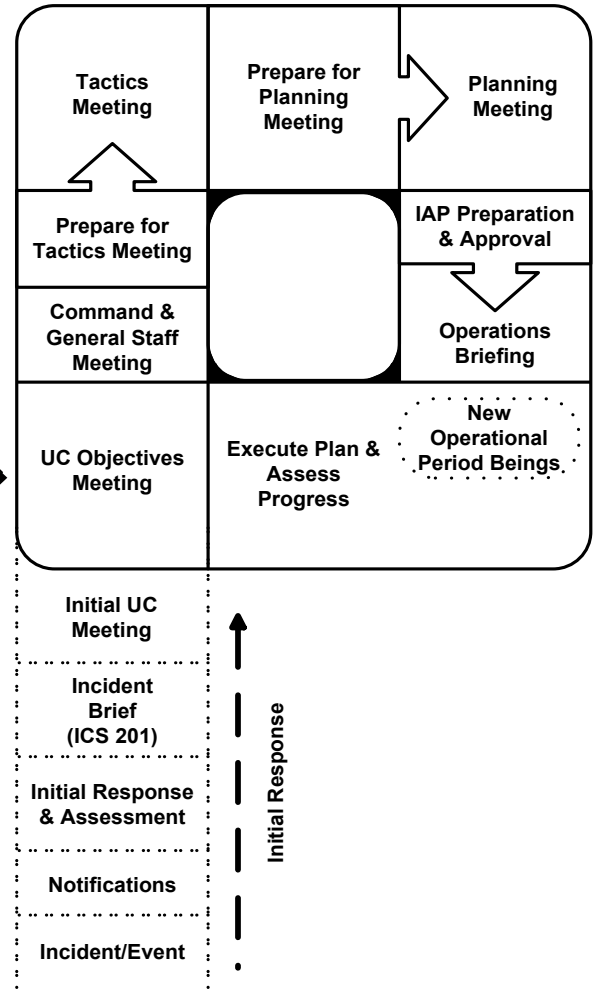 Tactics
Meeting
Prepare for
Planning
Meeting
Planning
Meeting
Prepare for
Tactics Meeting
IAP Preparation
& Approval
Command &
General Staff
Meeting
Operations
Briefing
UC Objectives
Meeting
Execute Plan &
Assess
Progress
New
Operational
Period Beings
Initial UC
Meeting
Incident
Brief
(ICS 201)
Initial Response
& Assessment
Notifications
Incident/Event
Initial Response